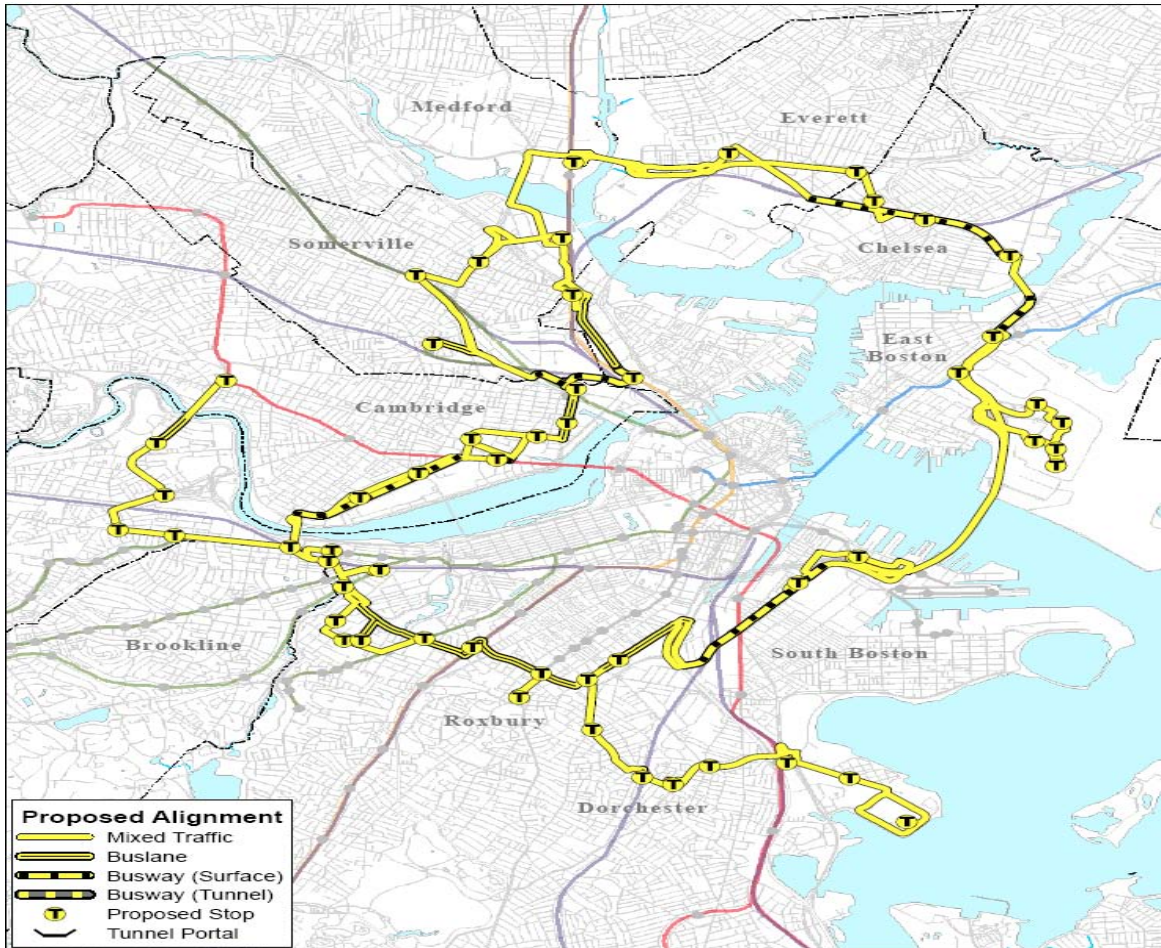 Medford
Everett
Somerville
Chelsea
East
Boston
Cambridge
Brookline
South Boston
Roxbury
Dorchester
Proposed Alignment
Mixed Traffic
Buslane
Busway (Surface)
Busway (Tunnel)
T Proposed Stop
Tunnel Portal